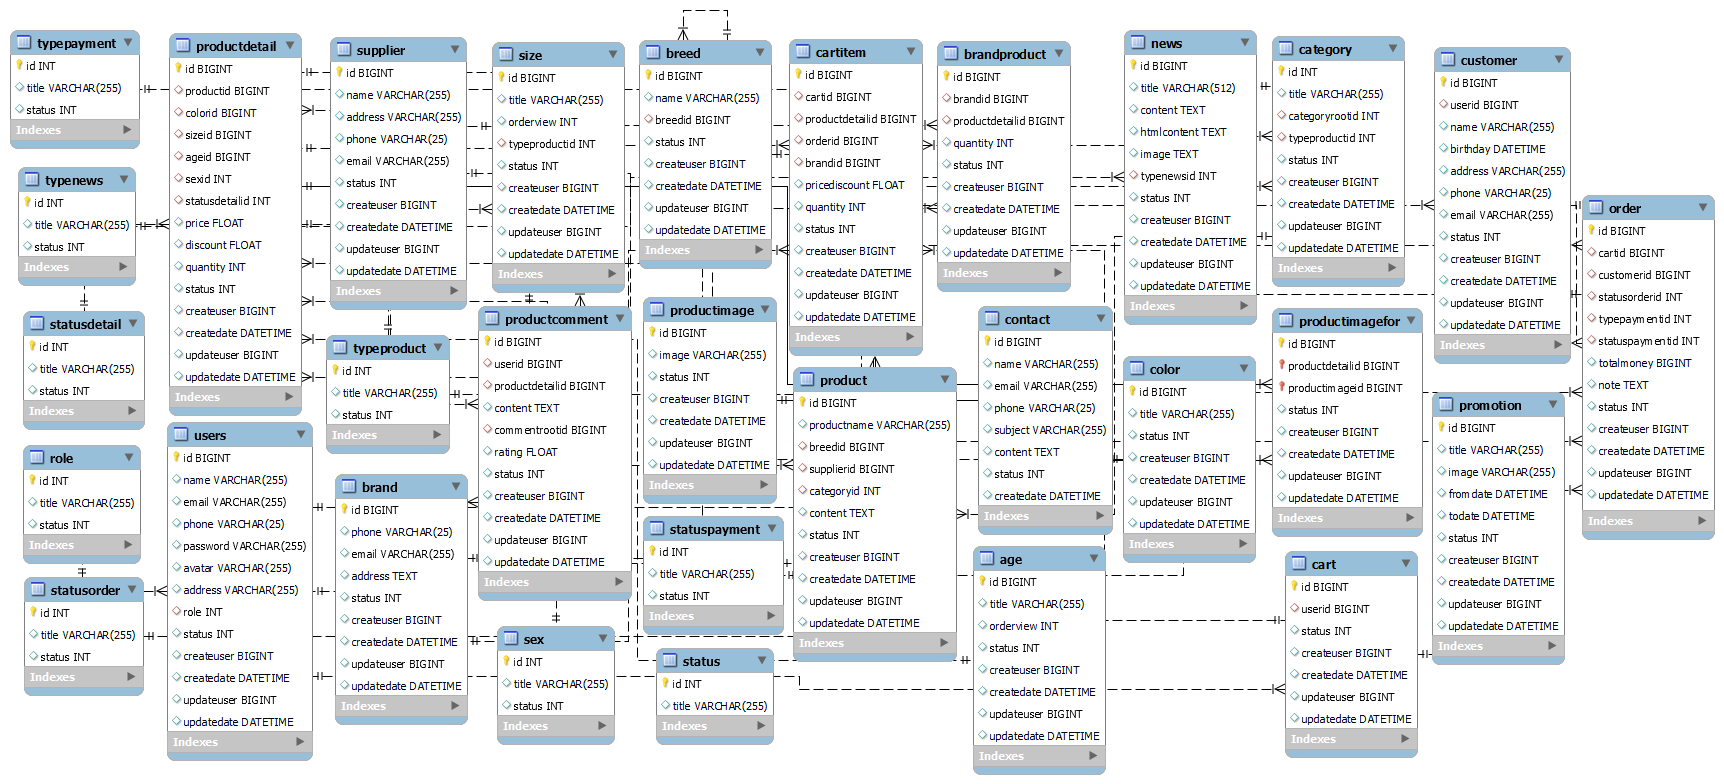 typepayment
id INT
title VARCHAR(255)
status INT
Indexes
typenews
id INT
title VARCHAR(255)
status INT
Indexes
statusdetail
id INT
title VARCHAR(255)
status INT
Indexes
role
id INT
title VARCHAR(255)
status INT
Indexes
statusorder
id INT
title VARCHAR(255)
status INT
Indexes
productdetail
id BIGINT
productid BIGINT
colorid BIGINT
sizeid BIGINT
ageid BIGINT
sexid INT
statusdetailid INT
price FLOAT
discount FLOAT
quantity INT
status INT
createuser BIGINT
createdate DATETIME
updateuser BIGINT
updatedate DATETIME
Indexes
users
id BIGINT
name VARCHAR(255)
email VARCHAR(255)
phone VARCHAR(25)
password VARCHAR(255)
avatar VARCHAR(255)
address VARCHAR(255)
role INT
status INT
createuser BIGINT
createdate DATETIME
updateuser BIGINT
updatedate DATETIME
Indexes
supplier
id BIGINT
name VARCHAR(255)
address VARCHAR(255)
phone VARCHAR(25)
email VARCHAR(255)
status INT
createuser BIGINT
createdate DATETIME
updateuser BIGINT
updatedate DATETIME
Indexes
typeproduct
id INT
title VARCHAR(255)
status INT
Indexes
brand
id BIGINT
phone VARCHAR(25)
email VARCHAR(255)
address TEXT
status INT
createuser BIGINT
createdate DATETIME
updateuser BIGINT
updatedate DATETIME
Indexes
size
id BIGINT
title VARCHAR(255)
orderview INT
typeproductid INT
status INT
createuser BIGINT
createdate DATETIME
updateuser BIGINT
updatedate DATETIME
Indexes
productcomment
id BIGINT
userid BIGINT
productdetailid BIGINT
content TEXT
commentrootid BIGINT
rating FLOAT
status INT
createuser BIGINT
createdate DATETIME
updateuser BIGINT
updatedate DATETIME
Indexes
sex
id INT
title VARCHAR(255)
status INT
Indexes
breed
id BIGINT
name VARCHAR(255)
breedid BIGINT
status INT
createuser BIGINT
createdate DATETIME
updateuser BIGINT
updatedate DATETIME
Indexes
productimage
id BIGINT
image VARCHAR(255)
status INT
createuser BIGINT
createdate DATETIME
updateuser BIGINT
updatedate DATETIME
Indexes
statuspayment
id INT
title VARCHAR(255)
status INT
Indexes
status
id INT
title VARCHAR(255)
Indexes
cartitem
id BIGINT
cartid BIGINT
productdetailid BIGINT
orderid BIGINT
brandid BIGINT
pricediscount FLOAT
quantity INT
status INT
createuser BIGINT
createdate DATETIME
updateuser BIGINT
updatedate DATETIME
Indexes
product
id BIGINT
productname VARCHAR(255)
breedid BIGINT
supplierid BIGINT
categoryid INT
content TEXT
status INT
createuser BIGINT
createdate DATETIME
updateuser BIGINT
updatedate DATETIME
Indexes
brandproduct
id BIGINT
brandid BIGINT
productdetailid BIGINT
quantity INT
status INT
createuser BIGINT
createdate DATETIME
updateuser BIGINT
updatedate DATETIME
Indexes
contact
id BIGINT
name VARCHAR(255)
email VARCHAR(255)
phone VARCHAR(25)
subject VARCHAR(255)
content TEXT
status INT
createdate DATETIME
Indexes
age
id BIGINT
title VARCHAR(255)
orderview INT
status INT
createuser BIGINT
createdate DATETIME
updateuser BIGINT
updatedate DATETIME
Indexes
news
id BIGINT
title VARCHAR(512)
content TEXT
htmlcontent TEXT
image TEXT
typenewsid INT
status INT
createuser BIGINT
createdate DATETIME
updateuser BIGINT
updatedate DATETIME
Indexes
color
id BIGINT
title VARCHAR(255)
status INT
createuser BIGINT
createdate DATETIME
updateuser BIGINT
updatedate DATETIME
Indexes
category
id INT
title VARCHAR(255)
categoryrootid INT
typeproductid INT
status INT
createuser BIGINT
createdate DATETIME
updateuser BIGINT
updatedate DATETIME
Indexes
productimagefor
id BIGINT
productdetailid BIGINT
productimageid BIGINT
status INT
createuser BIGINT
createdate DATETIME
updateuser BIGINT
updatedate DATETIME
Indexes
cart
id BIGINT
userid BIGINT
status INT
createuser BIGINT
createdate DATETIME
updateuser BIGINT
updatedate DATETIME
Indexes
customer
id BIGINT
userid BIGINT
name VARCHAR(255)
birthday DATETIME
address VARCHAR(255)
phone VARCHAR(25)
email VARCHAR(255)
status INT
createuser BIGINT
createdate DATETIME
updateuser BIGINT
updatedate DATETIME
Indexes
promotion
id BIGINT
title VARCHAR(255)
image VARCHAR(255)
fromdate DATETIME
todate DATETIME
status INT
createuser BIGINT
createdate DATETIME
updateuser BIGINT
updatedate DATETIME
Indexes
order
id BIGINT
cartid BIGINT
customerid BIGINT
statusorderid INT
typepaymentid INT
statuspaymentid INT
totalmoney BIGINT
note TEXT
status INT
createuser BIGINT
createdate DATETIME
updateuser BIGINT
updatedate DATETIME
Indexes